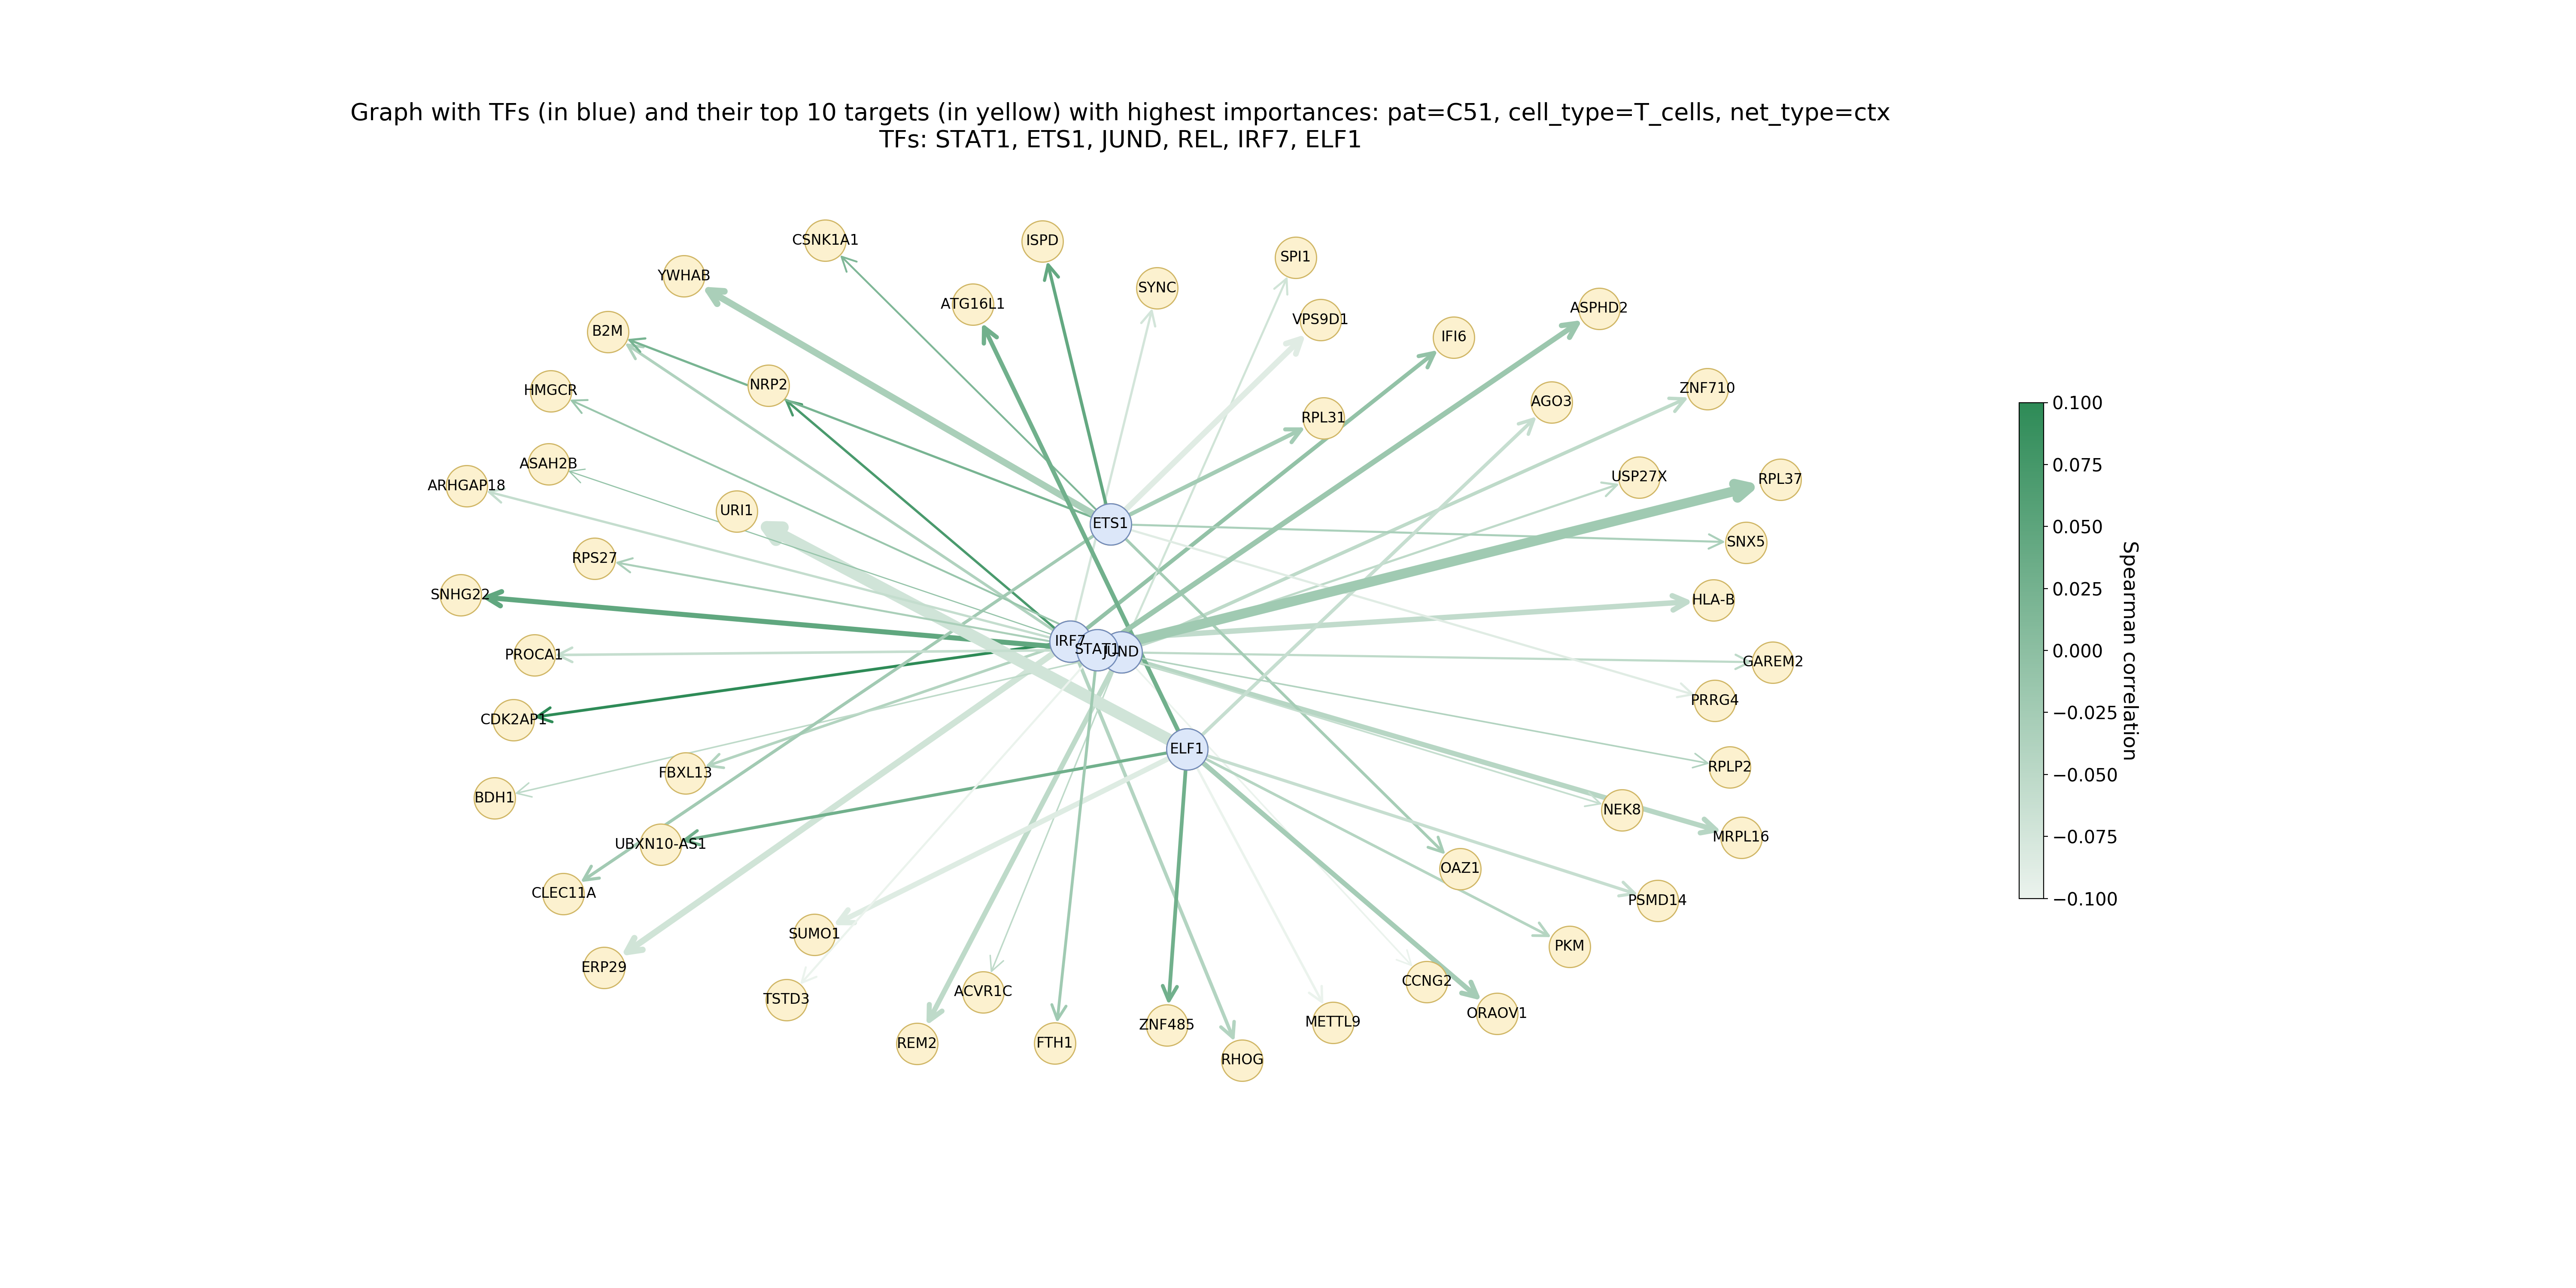 Graph with TFs (in blue) and their top 10 targets (in yellow) with highest importances: pat=C51, cell_type=T_cells, net_type=ctx
TFs: STAT1, ETS1, JUND, REL, IRF7, ELF1
CSNK1A1
ISPD
SPI1
YWHAB
SYNC
ATG16L1
ASPHD2
VPS9D1
B2M
IFI6
NRP2
ZNF710
HMGCR
AGO3
RPL31
ASAH2B
USP27X
RPL37
ARHGAP18
URI1
ETS1
SNX5
RPS27
SNHG22
HLA-B
IRF7
STAT1
JUND
PROCA1
GAREM2
PRRG4
CDK2AP1
ELF1
RPLP2
FBXL13
BDH1
NEK8
MRPL16
UBXN10-AS1
OAZ1
CLEC11A
PSMD14
SUMO1
PKM
ERP29
CCNG2
ACVR1C
TSTD3
ORAOV1
METTL9
ZNF485
REM2
FTH1
RHOG
0.100
0.075
0.050
0.025
0.000
−0.025
−0.050
−0.075
−0.100
Spearman correlation